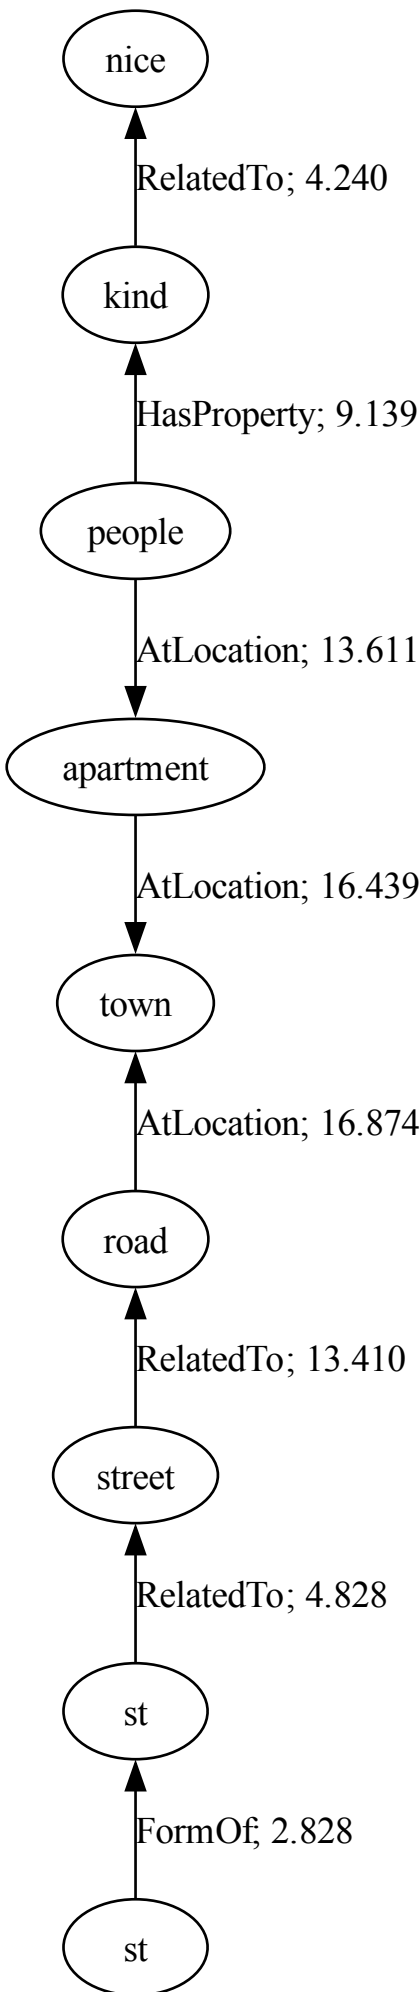 nice
RelatedTo; 4.240
kind
HasProperty; 9.139
people
AtLocation; 13.611
apartment
AtLocation; 16.439
town
AtLocation; 16.874
road
RelatedTo; 13.410
street
RelatedTo; 4.828
st
FormOf; 2.828
st